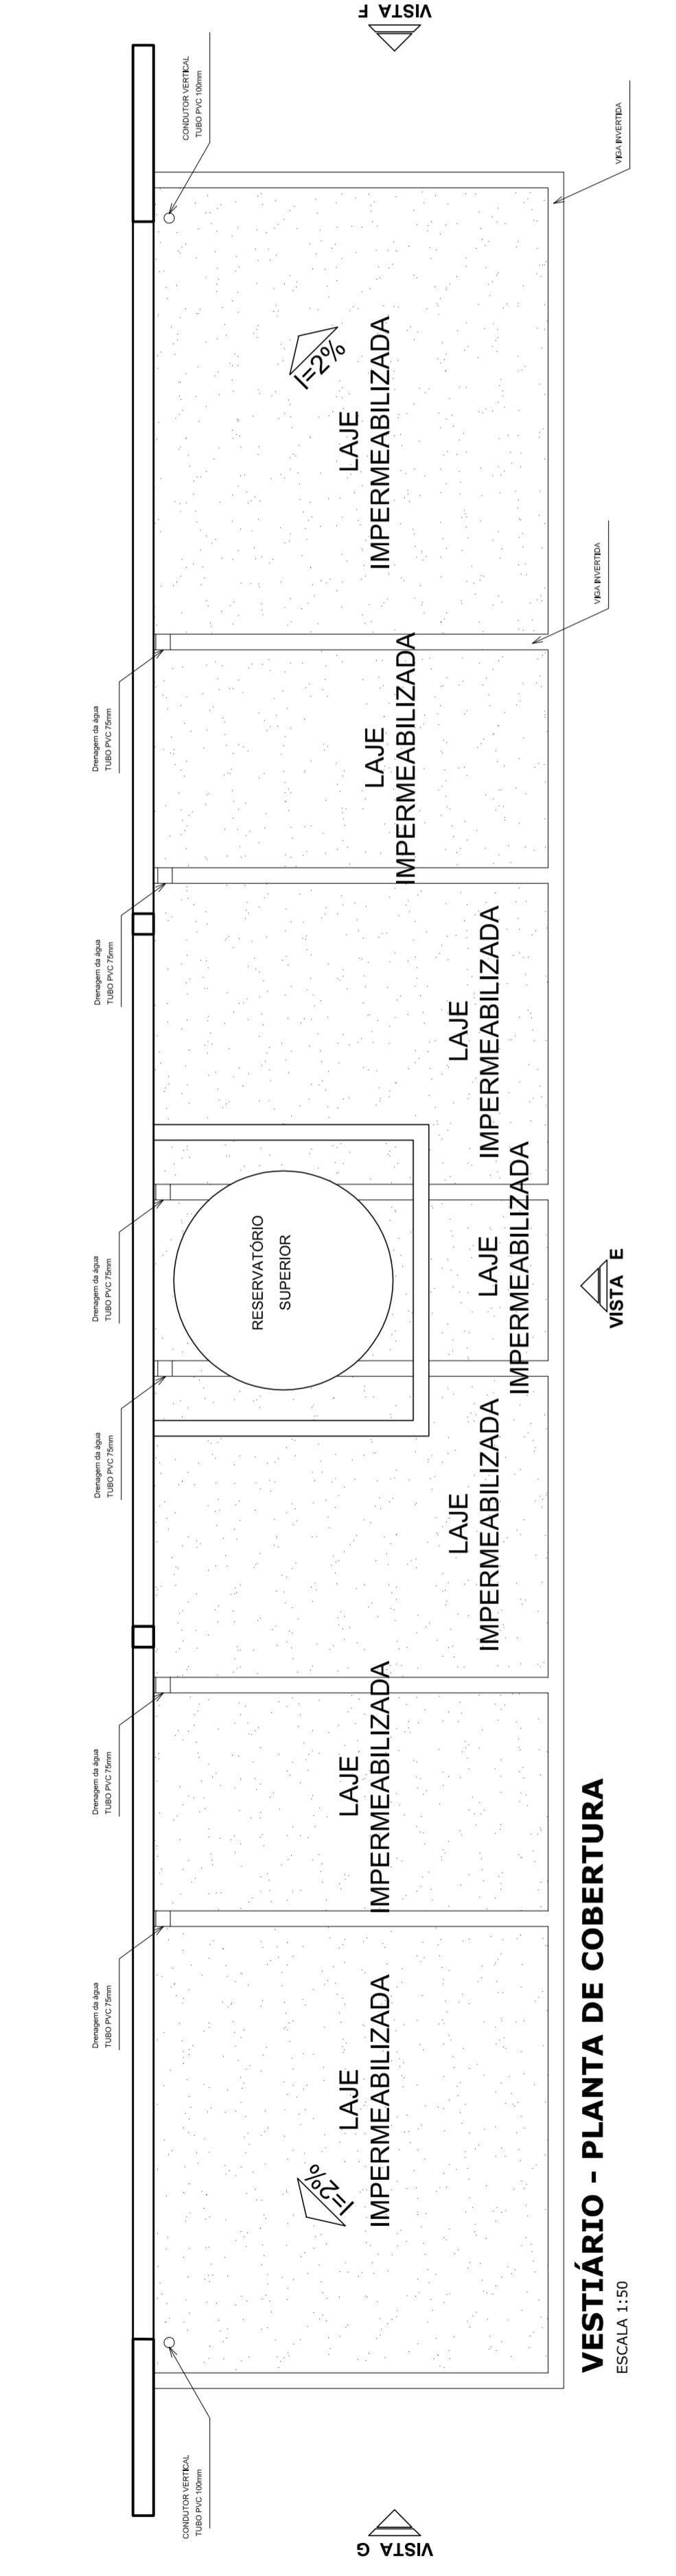 CONDUTOR VERTICAL
TUBO PVC 100mm
Drenagem da água
TUBO PVC 75mm
Drenagem da água
TUBO PVC 75mm
Drenagem da água
TUBO PVC 75mm
Drenagem da água
TUBO PVC 75mm
Drenagem da água
TUBO PVC 75mm
Drenagem da água
TUBO PVC 75mm
CONDUTOR VERTICAL
TUBO PVC 100mm
VISTA G
I=2%
LAJE
IMPERMEABILIZADA
LAJE
IMPERMEABILIZADA
LAJE
IMPERMEABILIZADA
RESERVATÓRIO
SUPERIOR
LAJE
IMPERMEABILIZADA
LAJE
IMPERMEABILIZADA
LAJE
IMPERMEABILIZADA
I=2%
LAJE
IMPERMEABILIZADA
VISTA F
VIGA INVERTIDA
VIGA INVERTIDA
VISTA E
VESTIÁRIO - PLANTA DE COBERTURA
ESCALA 1:50